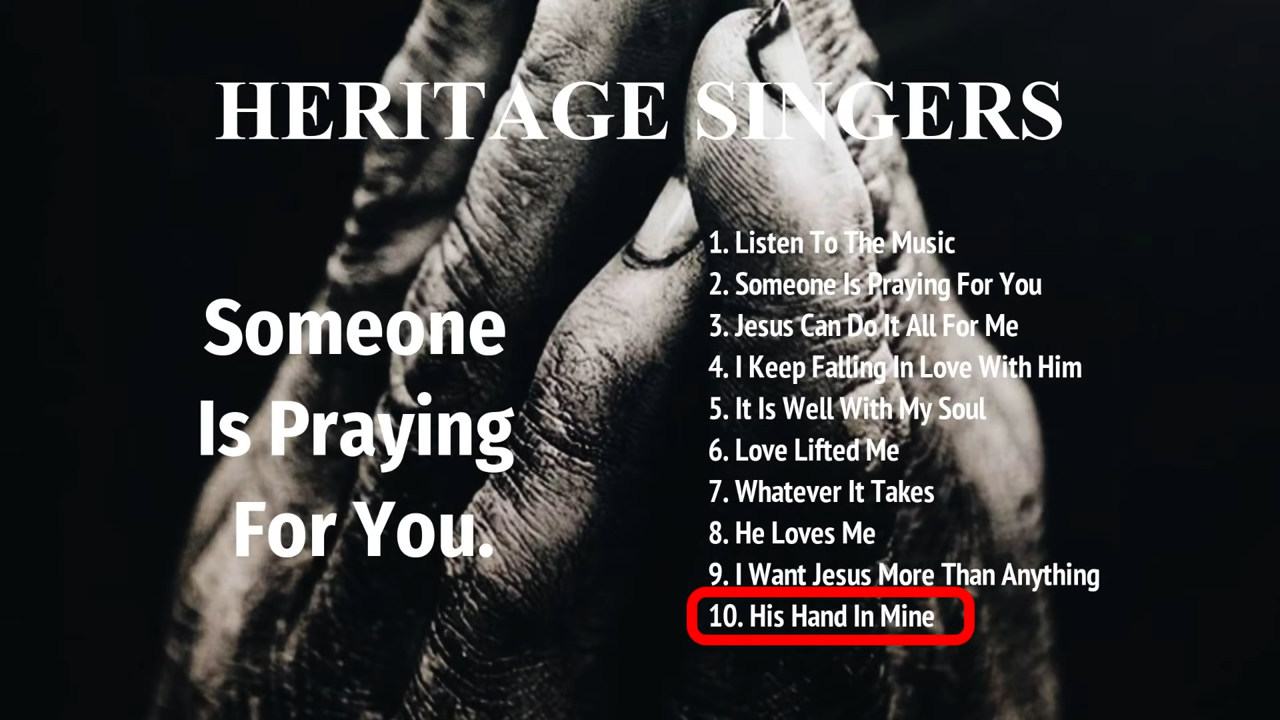 HERITAGE SINGERS
Someone
Is Praying
For You.
1. Listen To The Music
2. Someone Is Praying For You
3. Jesus Can Do It All For Me
4. I Keep Falling In Love With Him
5. It Is Well With My Soul
6. Love Lifted Me
7. Whatever It Takes
8. He Loves Me
9. I Want Jesus More Than Anything
10. His Hand In Mine